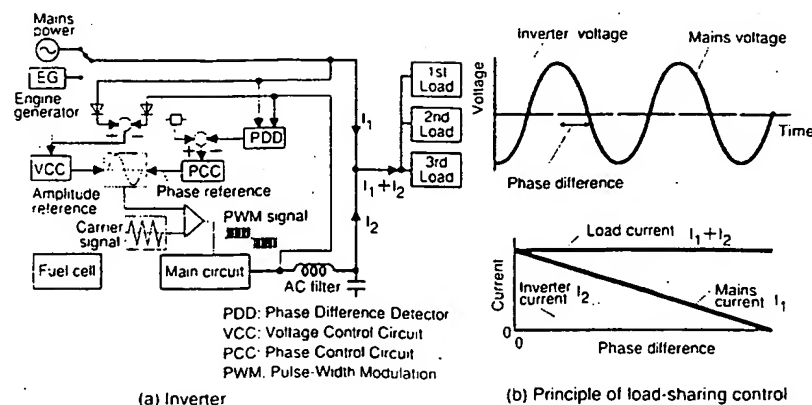 Mains
power
EG
Engine
generator
VCC
Amplitude
reference
PCC
Phase reference
PDD
Carrier
signal
PWM signal
Fuel cell
Main circuit
AC filter
I₁
I₁+I₂
I₂
1st
Load
2nd
Load
3rd
Load
PDD: Phase Difference Detector
VCC: Voltage Control Circuit
PCC: Phase Control Circuit
PWM: Pulse-Width Modulation
(a) Inverter
Inverter voltage
Mains voltage
Voltage
Time
Phase difference
Load current I₁+I₂
Current
Inverter
current I₂
Mains
current I₁
0
0
Phase difference
(b) Principle of load-sharing control